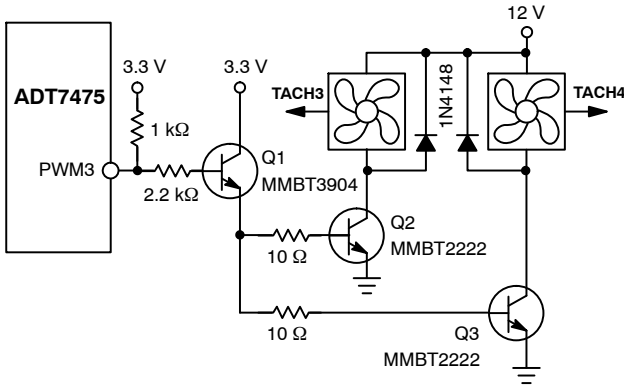 12 V
3.3 V
3.3 V
ADT7475
TACH3
1N4148
TACH4
1 kΩ
PWM3
Q1
2.2 kΩ
MMBT3904
Q2
10 Ω
MMBT2222
10 Ω
Q3
MMBT2222